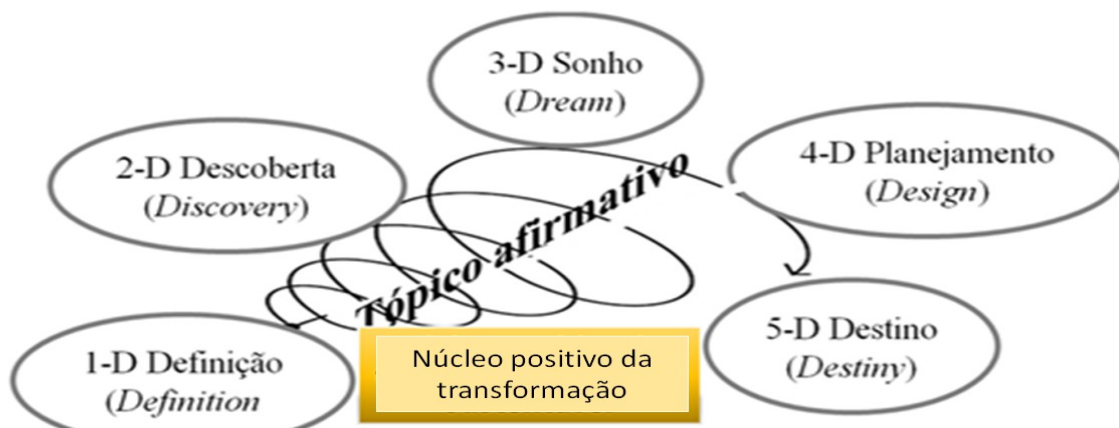 3-D Sonho
(Dream)
2-D Descoberta
(Discovery)
4-D Planejamento
(Design)
Tópico afirmativo
1-D Definição
(Definition
5-D Destino
(Destiny)
Núcleo positivo da
transformação